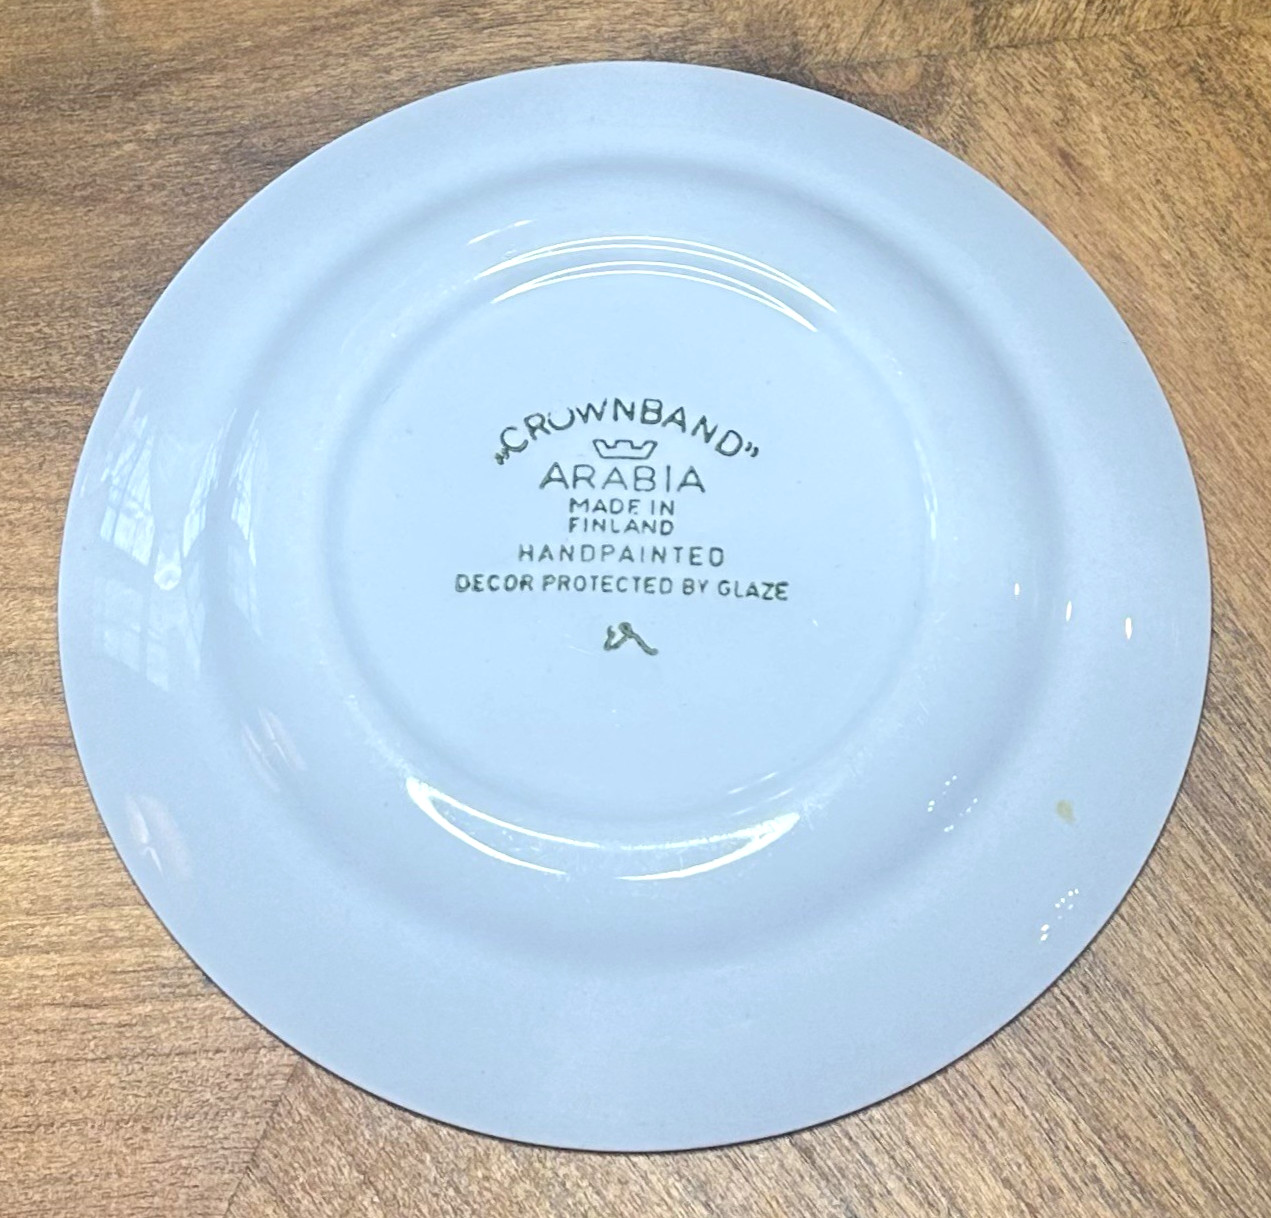 „CROWNBAND”
ARABIA
MADE IN
FINLAND
HANDPAINTED
DECOR PROTECTED BY GLAZE